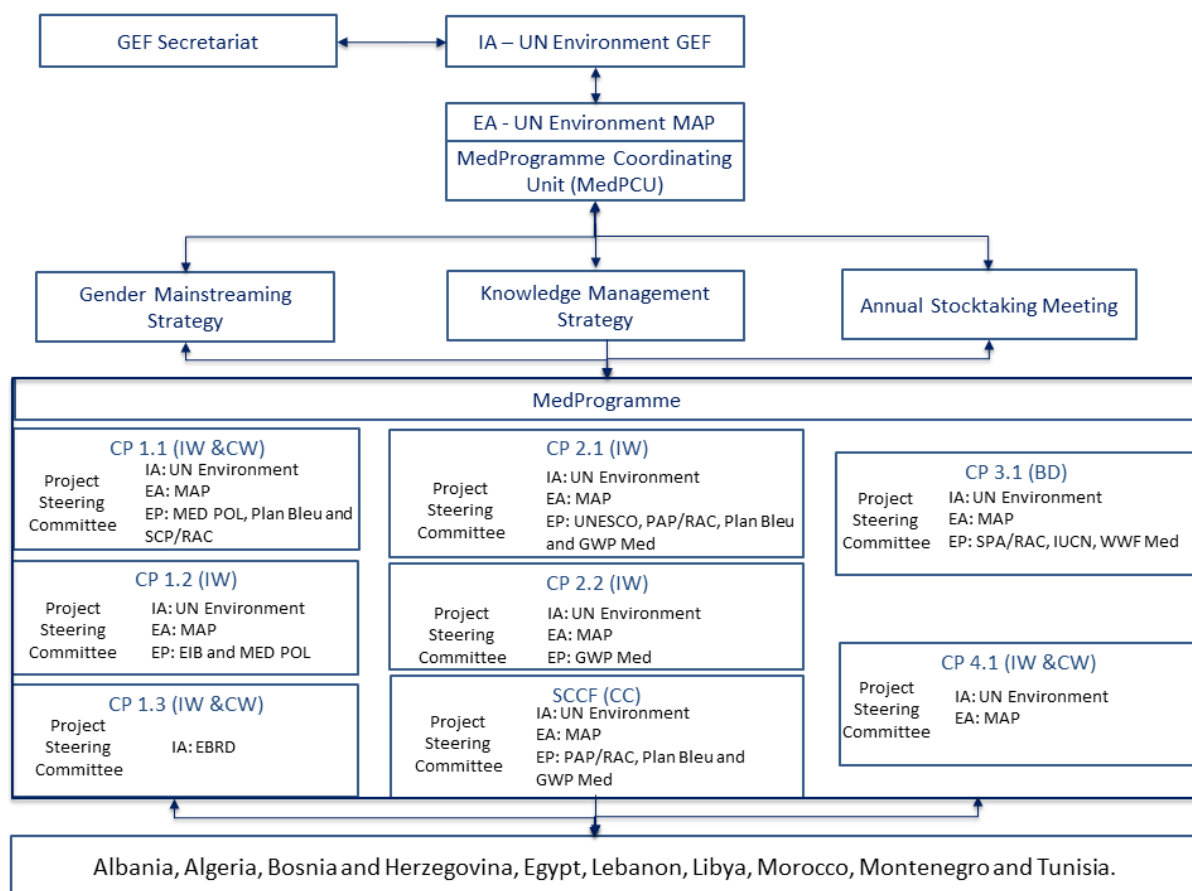 GEF Secretariat
IA – UN Environment GEF
EA - UN Environment MAP
MedProgramme Coordinating
Unit (MedPCU)
Gender Mainstreaming
Strategy
Knowledge Management
Strategy
Annual Stocktaking Meeting
MedProgramme
CP 1.1 (IW &CW)
Project
Steering
Committee
IA: UN Environment
EA: MAP
EP: MED POL, Plan Bleu and
SCP/RAC
CP 1.2 (IW)
Project
Steering
Committee
IA: UN Environment
EA: MAP
EP: EIB and MED POL
CP 1.3 (IW &CW)
Project
Steering
Committee
IA: EBRD
CP 2.1 (IW)
Project
Steering
Committee
IA: UN Environment
EA: MAP
EP: UNESCO, PAP/RAC, Plan Bleu
and GWP Med
CP 2.2 (IW)
Project
Steering
Committee
IA: UN Environment
EA: MAP
EP: GWP Med
SCCF (CC)
Project
Steering
Committee
IA: UN Environment
EA: MAP
EP: PAP/RAC, Plan Bleu and
GWP Med
CP 3.1 (BD)
Project
Steering
Committee
IA: UN Environment
EA: MAP
EP: SPA/RAC, IUCN, WWF Med
CP 4.1 (IW &CW)
Project
Steering
Committee
IA: UN Environment
EA: MAP
Albania, Algeria, Bosnia and Herzegovina, Egypt, Lebanon, Libya, Morocco, Montenegro and Tunisia.